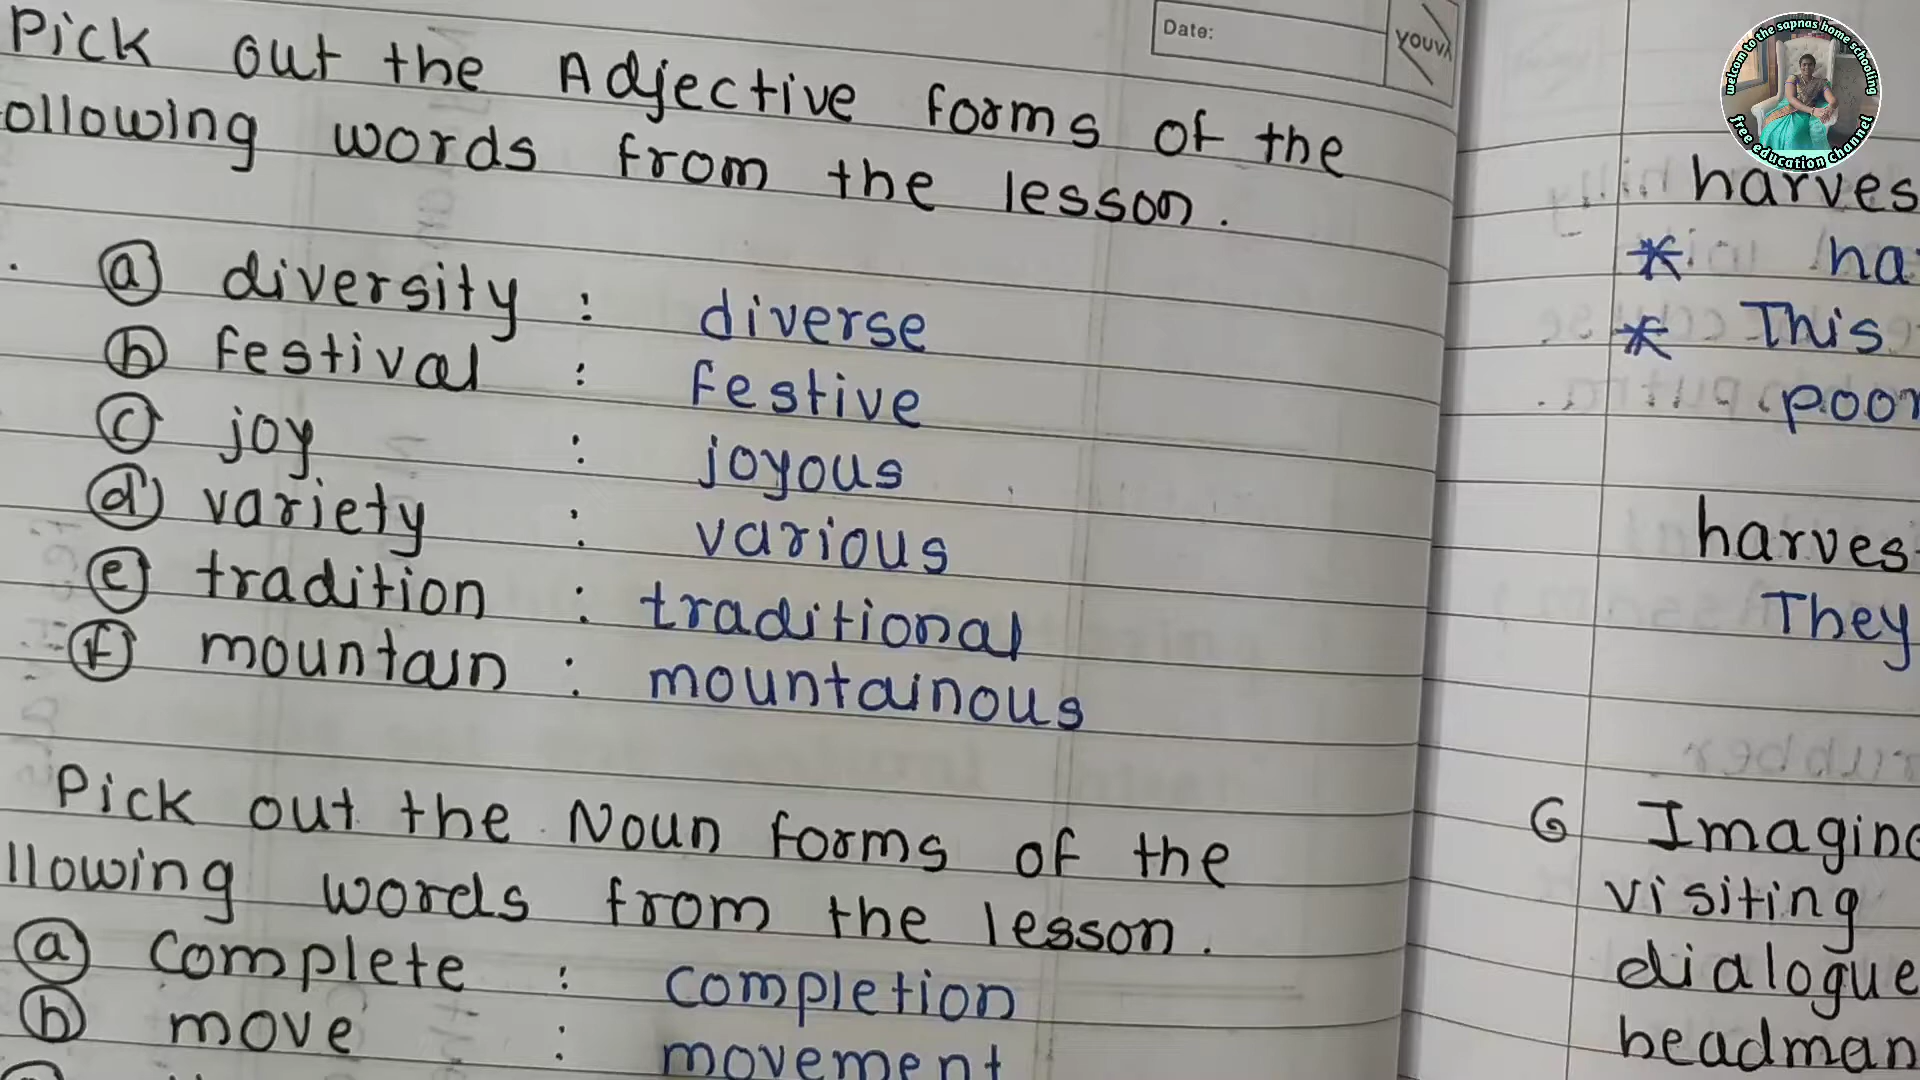 Date:
YOUVA
welcom to the sapnas home schooling
free education channel
Pick out the Adjective forms of the
ollowing words from the lesson.
a diversity : diverse
b festival : festive
c joy : joyous
d variety : various
e tradition : traditional
f mountain : mountainous
Pick out the Noun forms of the
llowing words from the lesson.
a complete : completion
b move : movement
harves
* ha
* This
poor
harves
They
6 Imagine
visiting
dialogue
headman